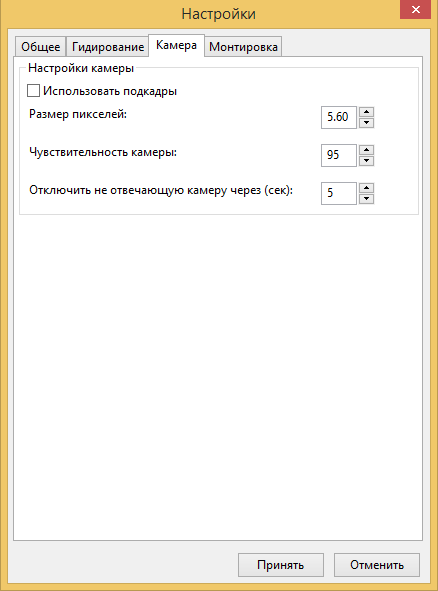 Настройки
Общее Гидирование Камера Монтировка
Настройки камеры
Использовать подкадры
Размер пикселей: 5.60
Чувствительность камеры: 95
Отключить не отвечающую камеру через (сек): 5
Принять Отменить